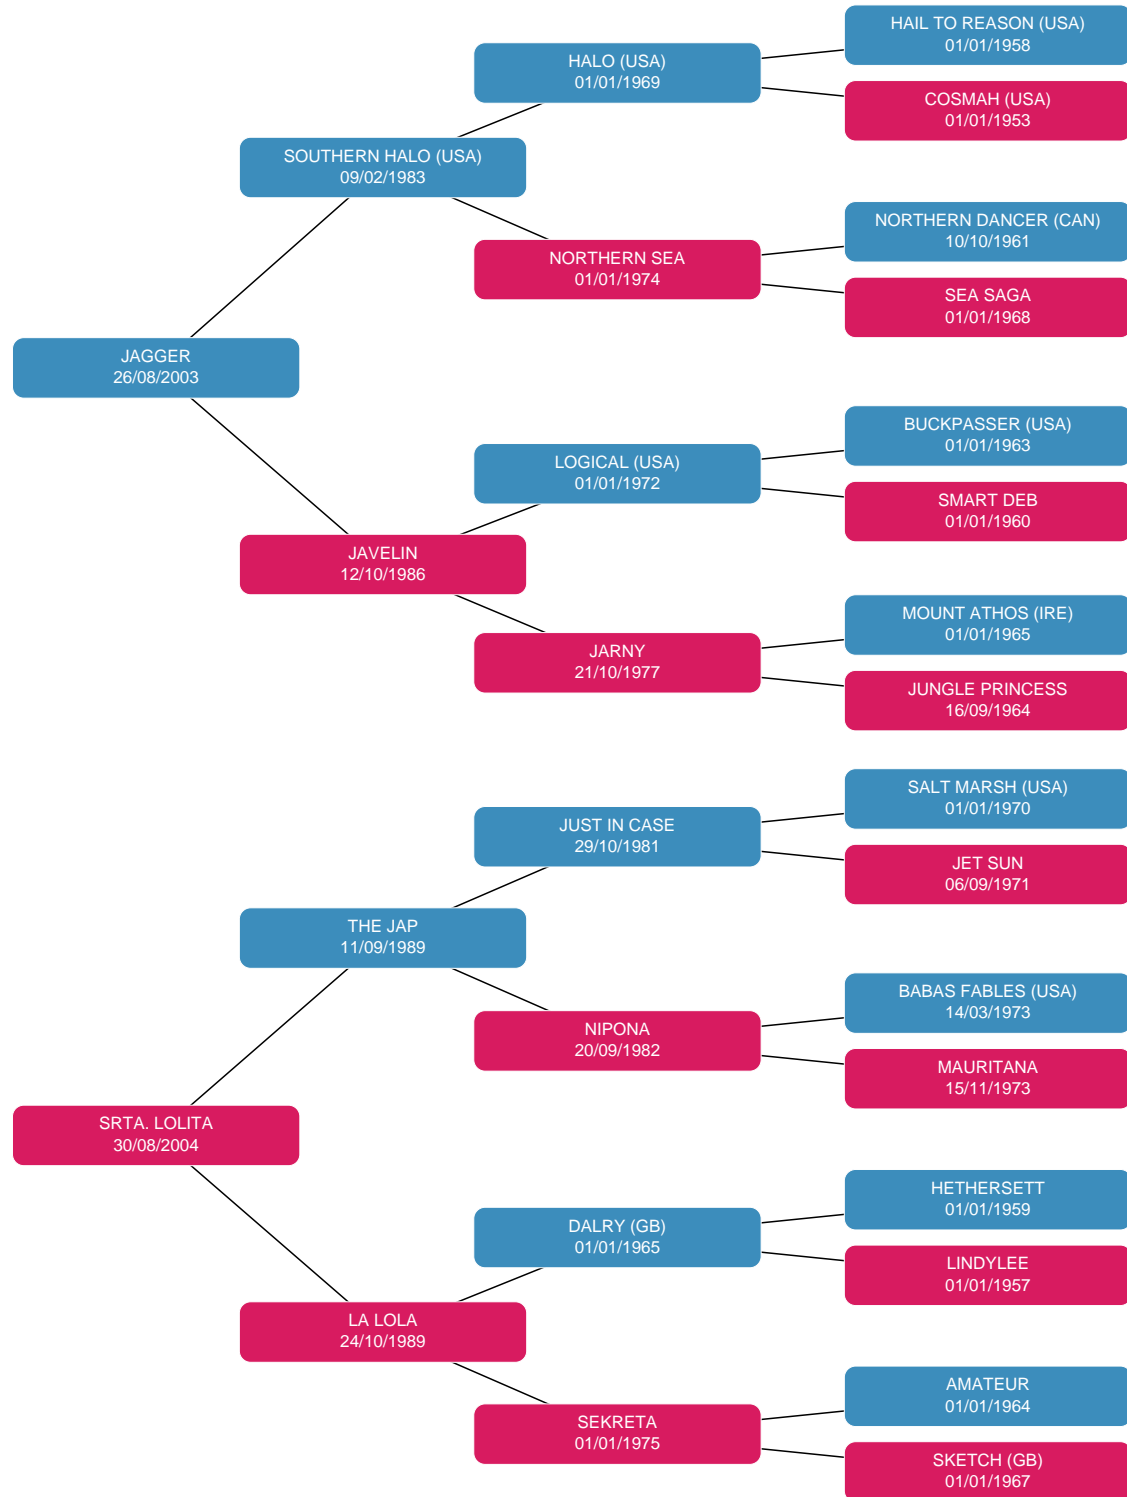 HAIL TO REASON (USA)
01/01/1958
HALO (USA)
01/01/1969
COSMAH (USA)
01/01/1953
SOUTHERN HALO (USA)
09/02/1983
NORTHERN DANCER (CAN)
10/10/1961
NORTHERN SEA
01/01/1974
SEA SAGA
01/01/1968
JAGGER
26/08/2003
BUCKPASSER (USA)
01/01/1963
LOGICAL (USA)
01/01/1972
SMART DEB
01/01/1960
JAVELIN
12/10/1986
MOUNT ATHOS (IRE)
01/01/1965
JARNY
21/10/1977
JUNGLE PRINCESS
16/09/1964
SALT MARSH (USA)
01/01/1970
JUST IN CASE
29/10/1981
JET SUN
06/09/1971
THE JAP
11/09/1989
BABAS FABLES (USA)
14/03/1973
NIPONA
20/09/1982
MAURITANA
15/11/1973
SRTA. LOLITA
30/08/2004
HETHERSETT
01/01/1959
DALRY (GB)
01/01/1965
LINDYLEE
01/01/1957
LA LOLA
24/10/1989
AMATEUR
01/01/1964
SEKRETA
01/01/1975
SKETCH (GB)
01/01/1967